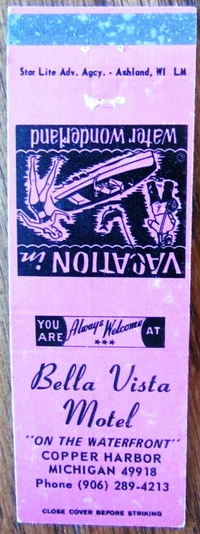 Star Lite Adv. Agcy. - Ashland, WI LM
water wonderland
VACATION in
YOU ARE Always Welcome AT
Bella Vista
Motel
"ON THE WATERFRONT"
COPPER HARBOR
MICHIGAN 49918
Phone (906) 289-4213
CLOSE COVER BEFORE STRIKING